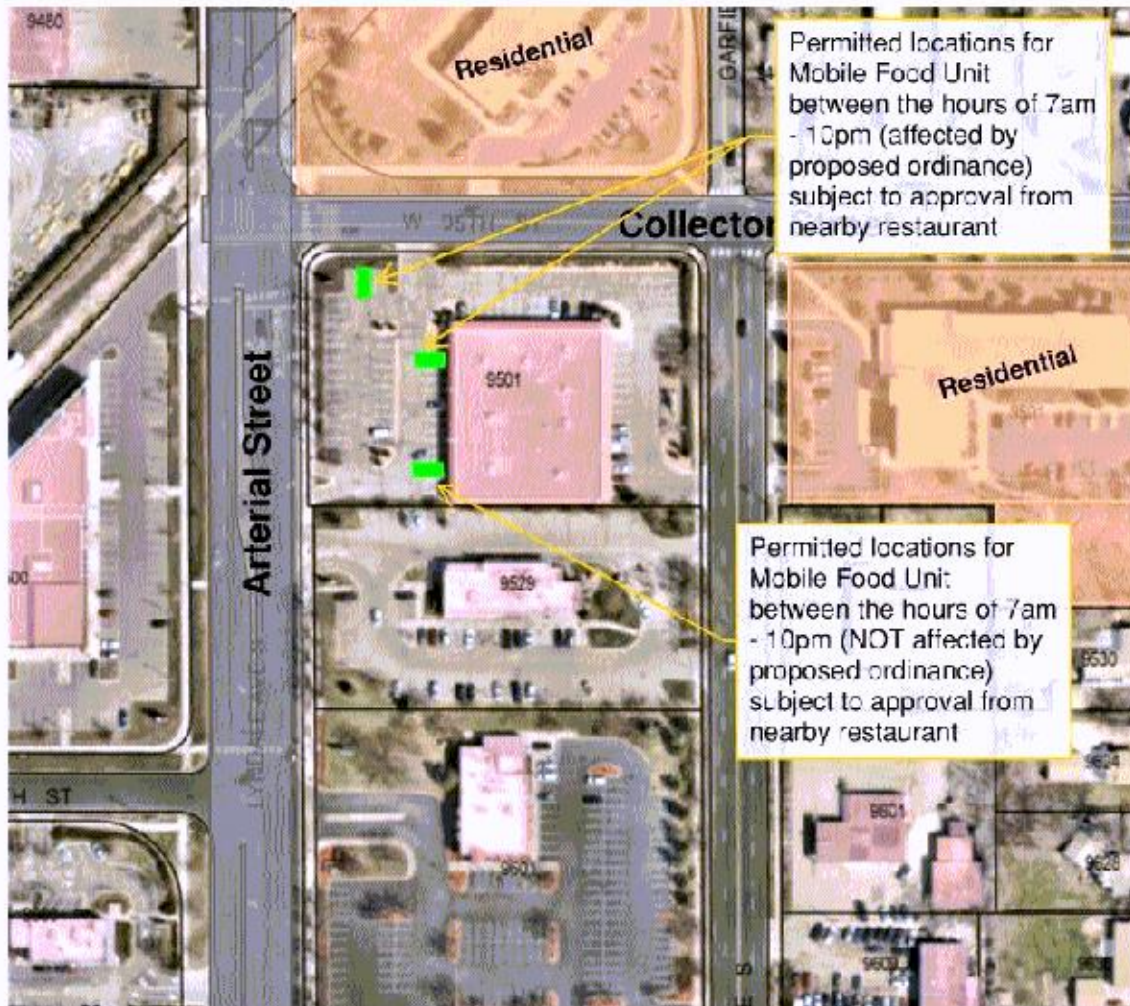 9480
Residential
Permitted locations for
Mobile Food Unit
between the hours of 7am
- 10pm (affected by
proposed ordinance)
subject to approval from
nearby restaurant
W 95TH
Collector
9501
Residential
Arterial Street
9529
Permitted locations for
Mobile Food Unit
between the hours of 7am
- 10pm (NOT affected by
proposed ordinance)
subject to approval from
nearby restaurant
9530
ST
9601